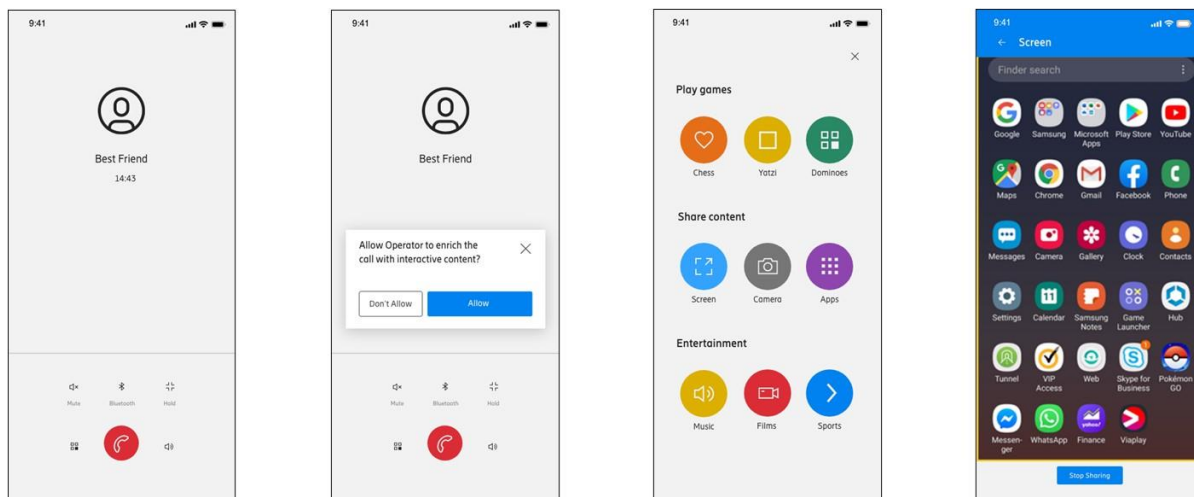 9:41
Best Friend
14:43
Mute Bluetooth Hold
9:41
Best Friend
Allow Operator to enrich the
call with interactive content?
Don't Allow Allow
Mute Bluetooth Hold
9:41
Play games
Chess Yatzi Dominoes
Share content
Screen Camera Apps
Entertainment
Music Films Sports
9:41
Screen
Finder search
Google Samsung Microsoft Apps Play Store YouTube
Maps Chrome Gmail Facebook Phone
Messages Camera Gallery Clock Contacts
11
Settings Calendar Samsung Notes Game Launcher Hub
1
Tunnel VIP Access Web Skype for Business Pokémon GO
yahoo!
Messen-ger WhatsApp Finance Viaplay
Stop Sharing